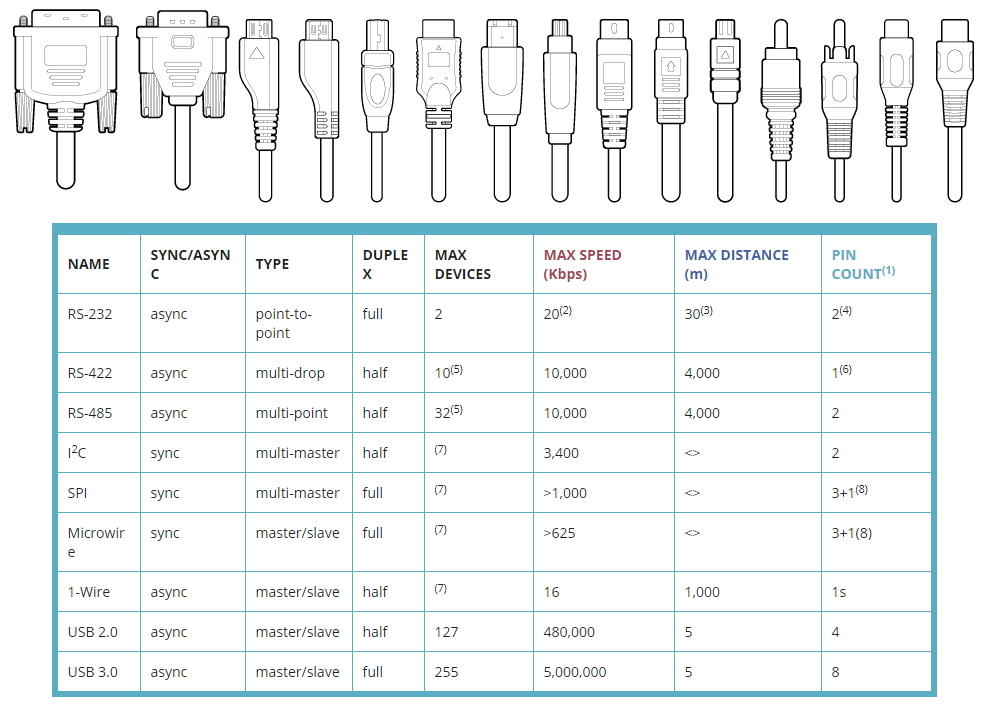 NAME SYNC/ASYN
C TYPE DUPLE
X MAX
DEVICES MAX SPEED
(Kbps) MAX DISTANCE
(m) PIN
COUNT(1)
RS-232 async point-to-
point full 2 20(2) 30(3) 2(4)
RS-422 async multi-drop half 10(5) 10,000 4,000 1(6)
RS-485 async multi-point half 32(5) 10,000 4,000 2
I2C sync multi-master half (7) 3,400 <> 2
SPI sync multi-master full (7) >1,000 <> 3+1(8)
Microwir
e sync master/slave full (7) >625 <> 3+1(8)
1-Wire async master/slave half (7) 16 1,000 1s
USB 2.0 async master/slave half 127 480,000 5 4
USB 3.0 async master/slave full 255 5,000,000 5 8